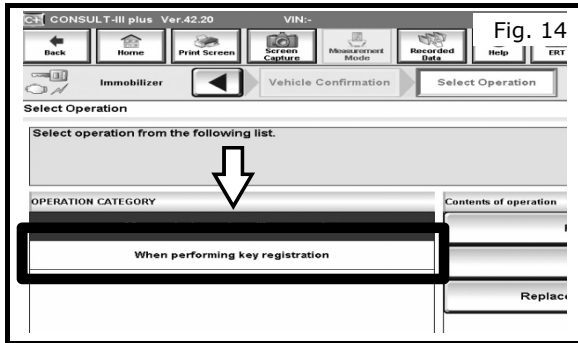 CONSULT-III plus Ver.42.20 VIN:-
Fig. 14
Back Home Print Screen Screen Capture Measurement Mode Recorded Data Help ERT
Immobilizer Vehicle Confirmation Select Operation
Select Operation
Select operation from the following list.
OPERATION CATEGORY Contents of operation
When performing key registration